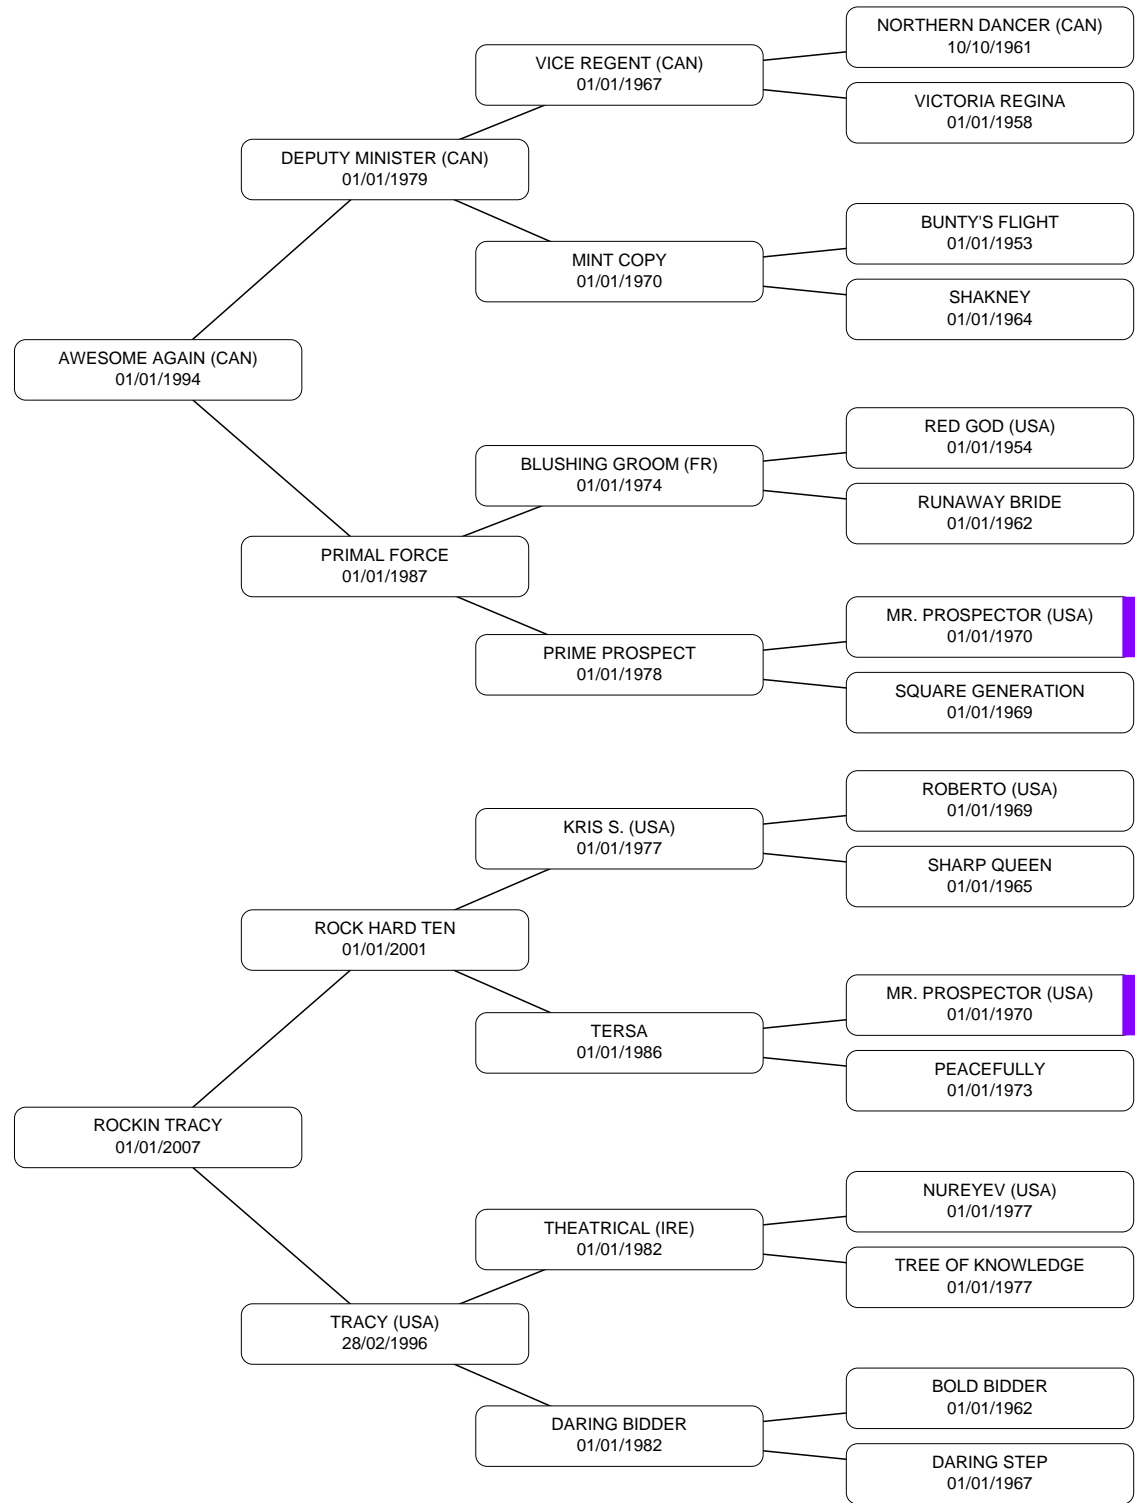 NORTHERN DANCER (CAN)
10/10/1961
VICE REGENT (CAN)
01/01/1967
VICTORIA REGINA
01/01/1958
DEPUTY MINISTER (CAN)
01/01/1979
BUNTY'S FLIGHT
01/01/1953
MINT COPY
01/01/1970
SHAKNEY
01/01/1964
AWESOME AGAIN (CAN)
01/01/1994
RED GOD (USA)
01/01/1954
BLUSHING GROOM (FR)
01/01/1974
RUNAWAY BRIDE
01/01/1962
PRIMAL FORCE
01/01/1987
MR. PROSPECTOR (USA)
01/01/1970
PRIME PROSPECT
01/01/1978
SQUARE GENERATION
01/01/1969
ROBERTO (USA)
01/01/1969
KRIS S. (USA)
01/01/1977
SHARP QUEEN
01/01/1965
ROCK HARD TEN
01/01/2001
MR. PROSPECTOR (USA)
01/01/1970
TERSA
01/01/1986
PEACEFULLY
01/01/1973
ROCKIN TRACY
01/01/2007
NUREYEV (USA)
01/01/1977
THEATRICAL (IRE)
01/01/1982
TREE OF KNOWLEDGE
01/01/1977
TRACY (USA)
28/02/1996
BOLD BIDDER
01/01/1962
DARING BIDDER
01/01/1982
DARING STEP
01/01/1967